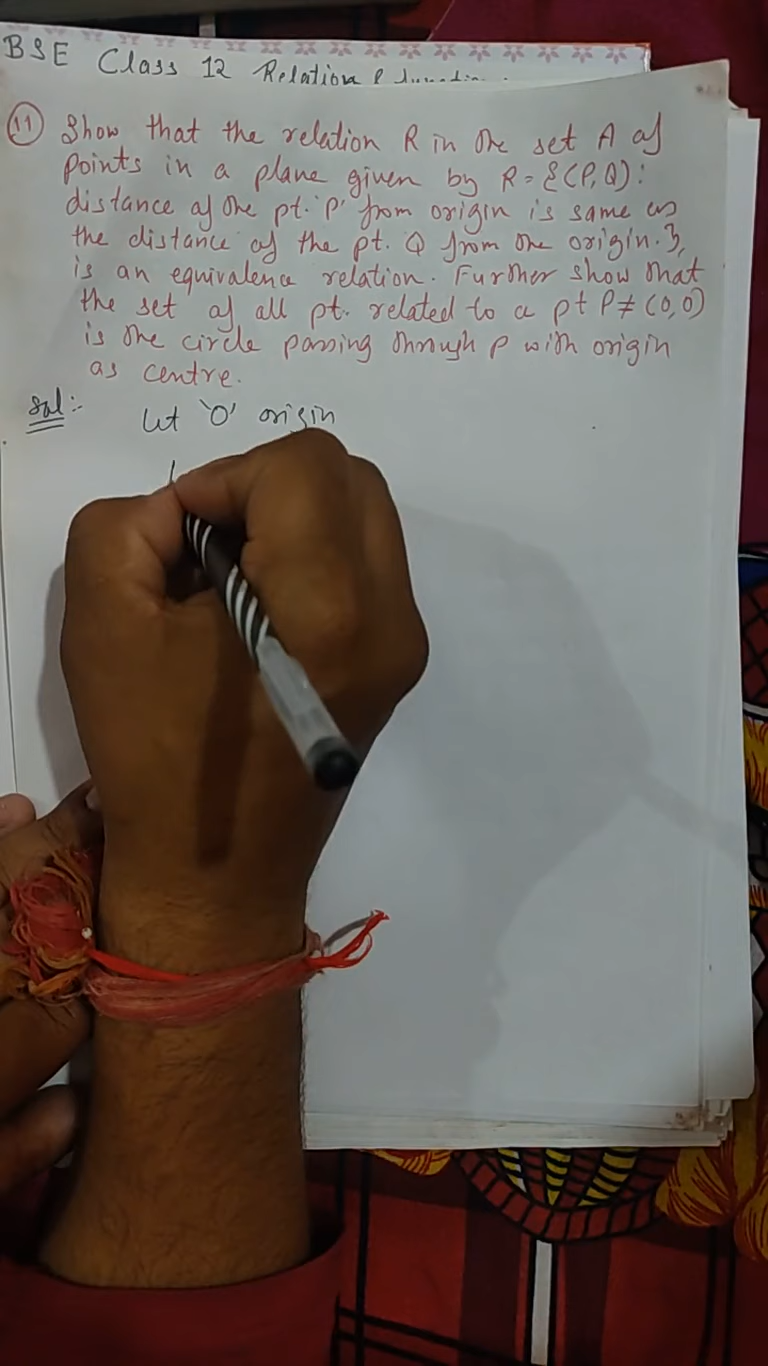 BSE Class 12 Relation &
11 Show that the relation R in the set A of
points in a plane given by R = {(P, Q):
distance of the pt. 'P' from origin is same as
the distance of the pt. Q from the origin.},
is an equivalence relation. Further show that
the set of all pt. related to a pt P ≠ (0,0)
is the circle passing through P with origin
as centre.
Sol:- Let 'O' origin